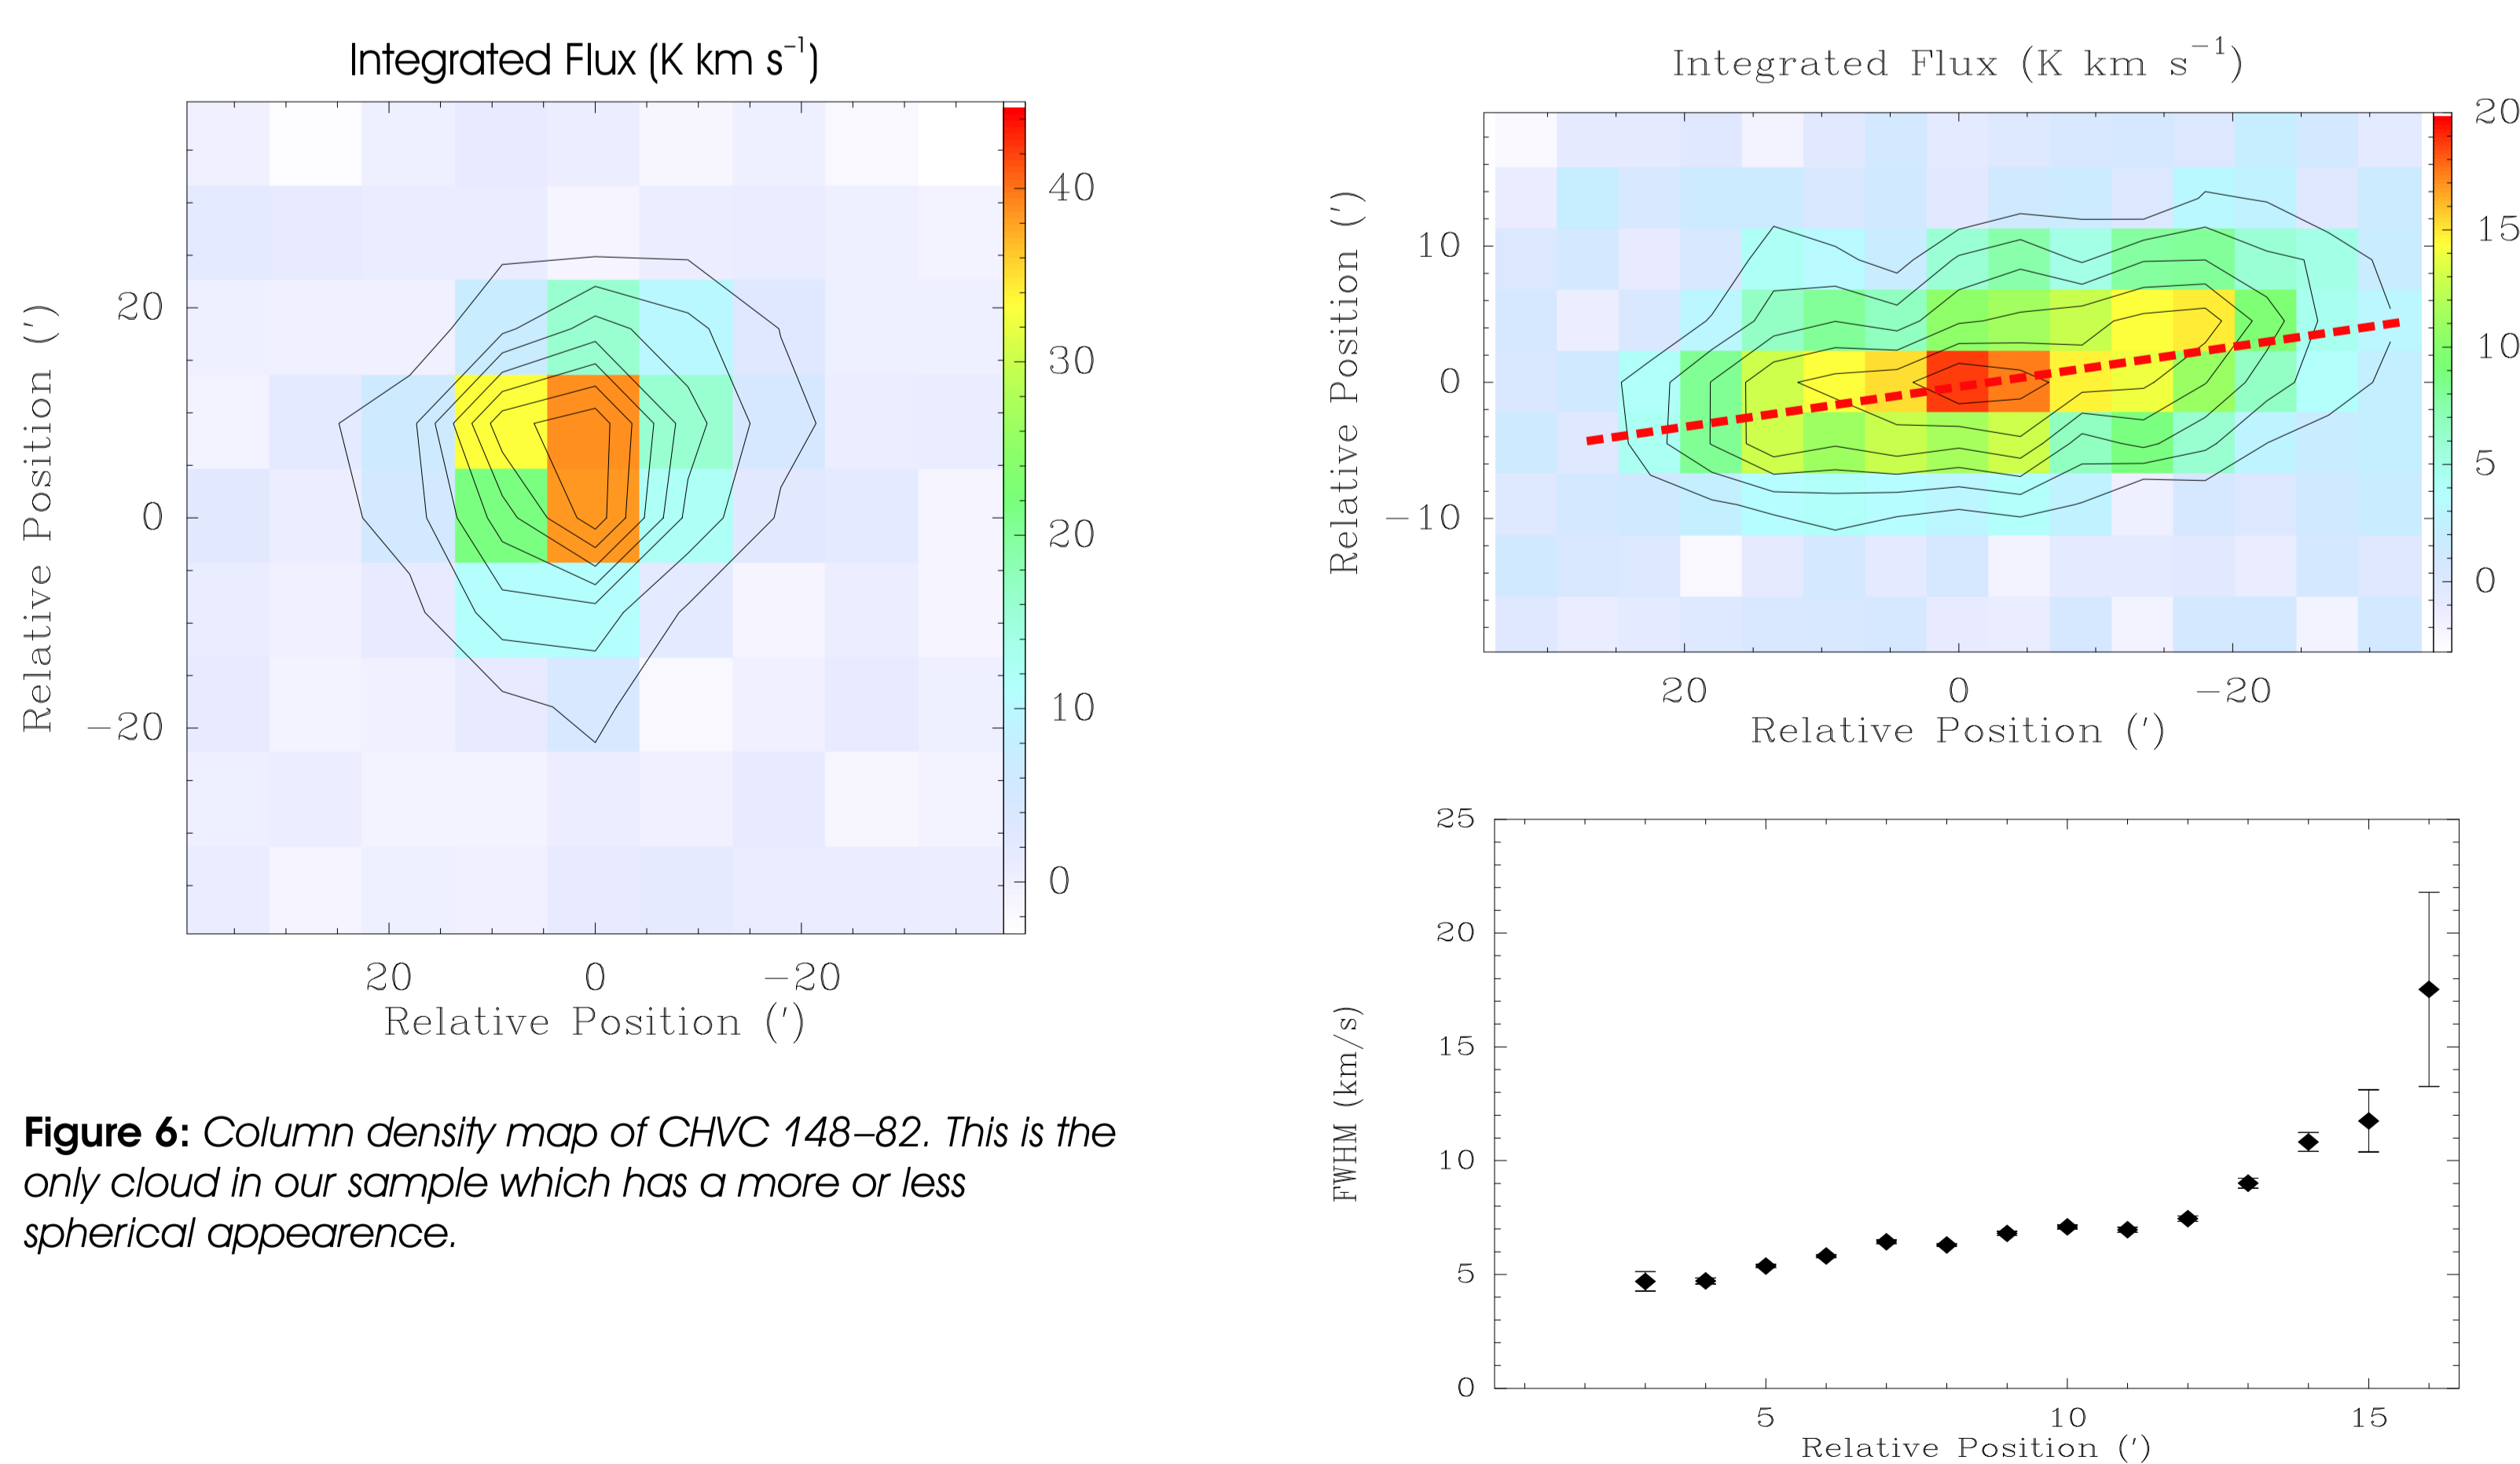 Integrated Flux (K km s⁻¹)
Relative Position (′)
20
0
−20
40
30
20
10
0
20 0 −20
Relative Position (′)
Figure 6: Column density map of CHVC 148–82. This is the
only cloud in our sample which has a more or less
spherical appearence.
Integrated Flux (K km s⁻¹)
Relative Position (′)
10
0
−10
20
15
10
5
0
20 0 −20
Relative Position (′)
FWHM (km/s)
25
20
15
10
5
0
5 10 15
Relative Position (′)